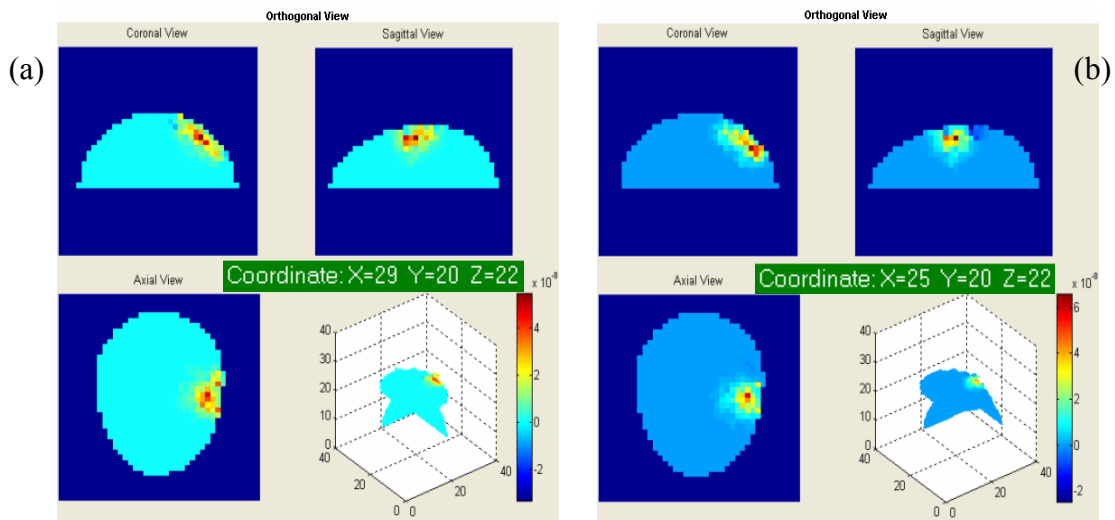 Orthogonal View
Coronal View Sagittal View
(a)
Axial View
Coordinate: X=29 Y=20 Z=22
x 10^-8
4
2
0
-2
40
30
20
10
0
40
20
0 0
20
40
Orthogonal View
Coronal View Sagittal View
(b)
Axial View
Coordinate: X=25 Y=20 Z=22
x 10^-8
6
4
2
0
-2
40
30
20
10
0
40
20
0 0
20
40